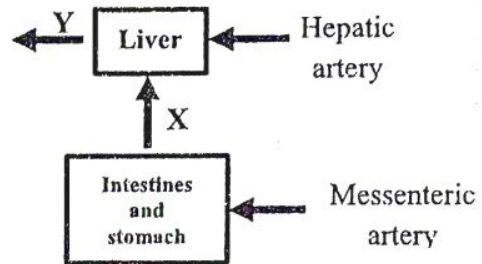 Y
Liver
Hepatic
artery
X
Intestines
and
stomach
Messenteric
artery